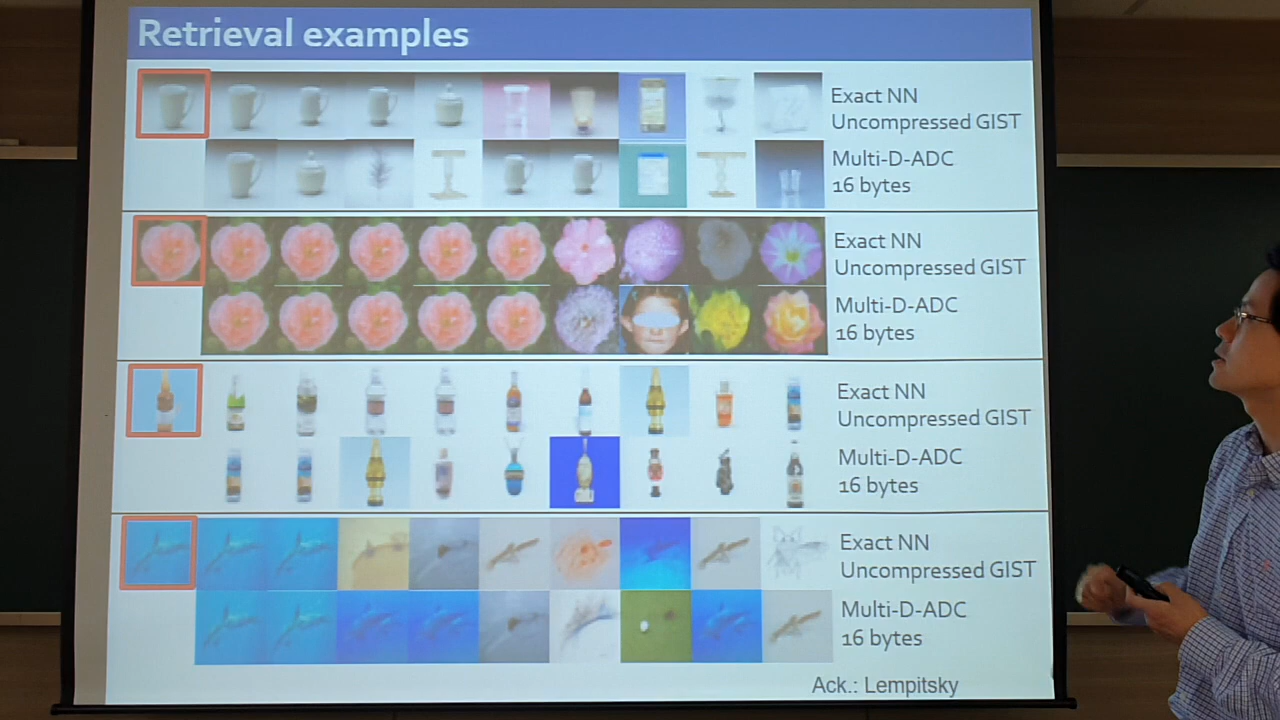 Retrieval examples
Exact NN
Uncompressed GIST
Multi-D-ADC
16 bytes
Exact NN
Uncompressed GIST
Multi-D-ADC
16 bytes
Exact NN
Uncompressed GIST
Multi-D-ADC
16 bytes
Exact NN
Uncompressed GIST
Multi-D-ADC
16 bytes
Ack.: Lempitsky